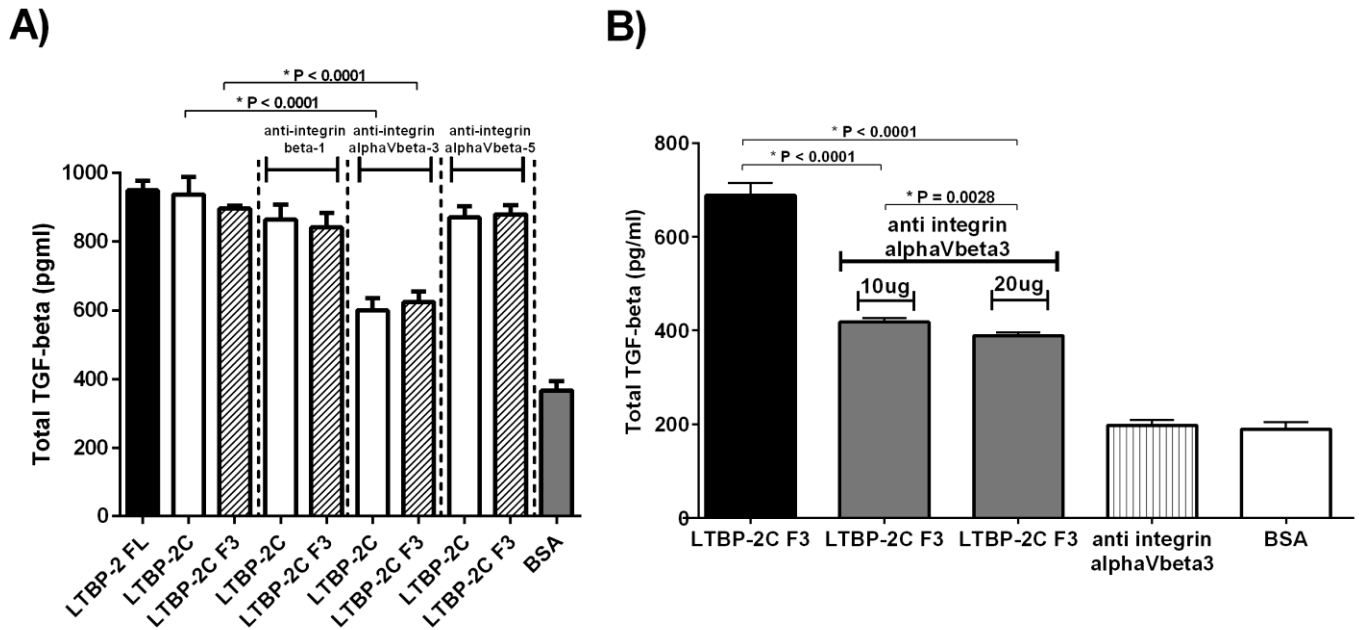 A)
* P < 0.0001
* P < 0.0001
anti-integrin
beta-1
anti-integrin
alphaVbeta-3
anti-integrin
alphaVbeta-5
1000
800
600
400
200
0
Total TGF-beta (pgml)
LTBP-2 FL
LTBP-2C
LTBP-2C F3
LTBP-2C
LTBP-2C F3
LTBP-2C
LTBP-2C F3
LTBP-2C
LTBP-2C F3
BSA
B)
* P < 0.0001
* P < 0.0001
* P = 0.0028
anti integrin
alphaVbeta3
10ug
20ug
800
600
400
200
0
Total TGF-beta (pg/ml)
LTBP-2C F3
LTBP-2C F3
LTBP-2C F3
anti integrin
alphaVbeta3
BSA